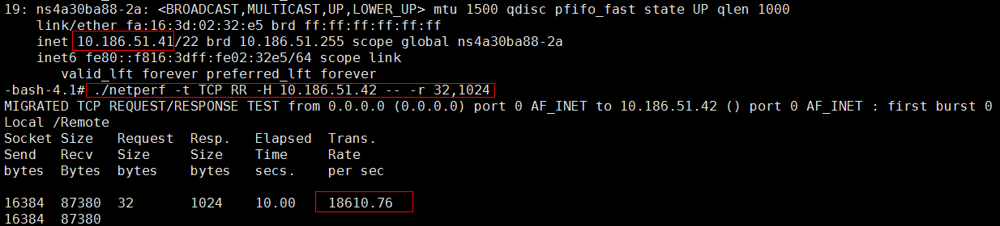 19: ns4a30ba88-2a: <BROADCAST,MULTICAST,UP,LOWER_UP> mtu 1500 qdisc pfifo_fast state UP qlen 1000
    link/ether fa:16:3d:02:32:e5 brd ff:ff:ff:ff:ff:ff
    inet 10.186.51.41/22 brd 10.186.51.255 scope global ns4a30ba88-2a
    inet6 fe80::f816:3dff:fe02:32e5/64 scope link
       valid_lft forever preferred_lft forever
-bash-4.1# ./netperf -t TCP_RR -H 10.186.51.42 -- -r 32,1024
MIGRATED TCP REQUEST/RESPONSE TEST from 0.0.0.0 (0.0.0.0) port 0 AF_INET to 10.186.51.42 () port 0 AF_INET : first burst 0
Local /Remote
Socket Size   Request  Resp.   Elapsed  Trans.
Send   Recv   Size     Size    Time     Rate
bytes  Bytes  bytes    bytes   secs.    per sec
16384  87380  32       1024    10.00    18610.76
16384  87380